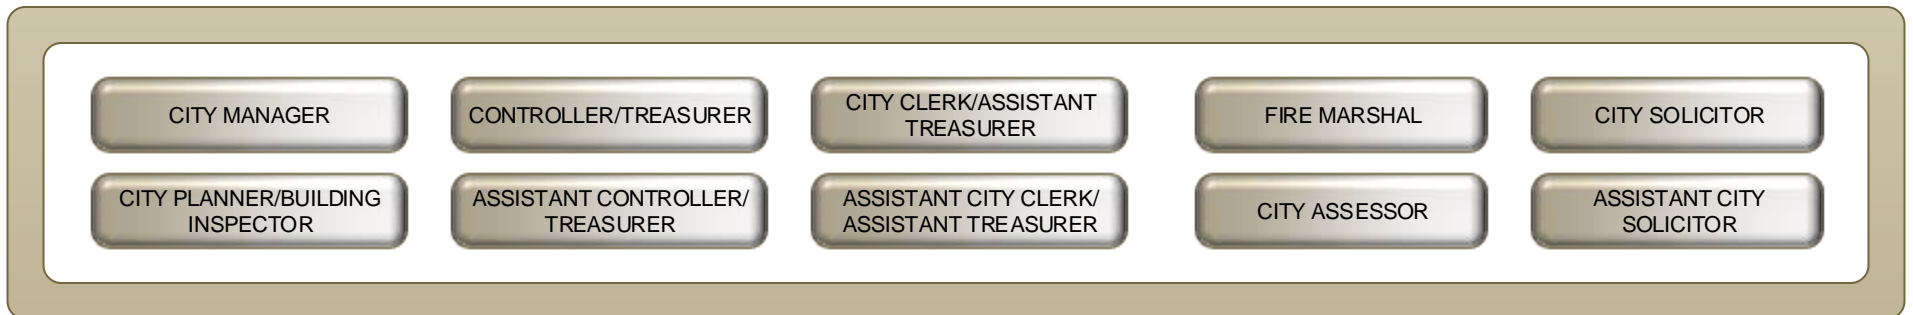 CITY MANAGER
CONTROLLER/TREASURER
CITY CLERK/ASSISTANT
TREASURER
FIRE MARSHAL
CITY SOLICITOR
CITY PLANNER/BUILDING
INSPECTOR
ASSISTANT CONTROLLER/
TREASURER
ASSISTANT CITY CLERK/
ASSISTANT TREASURER
CITY ASSESSOR
ASSISTANT CITY
SOLICITOR